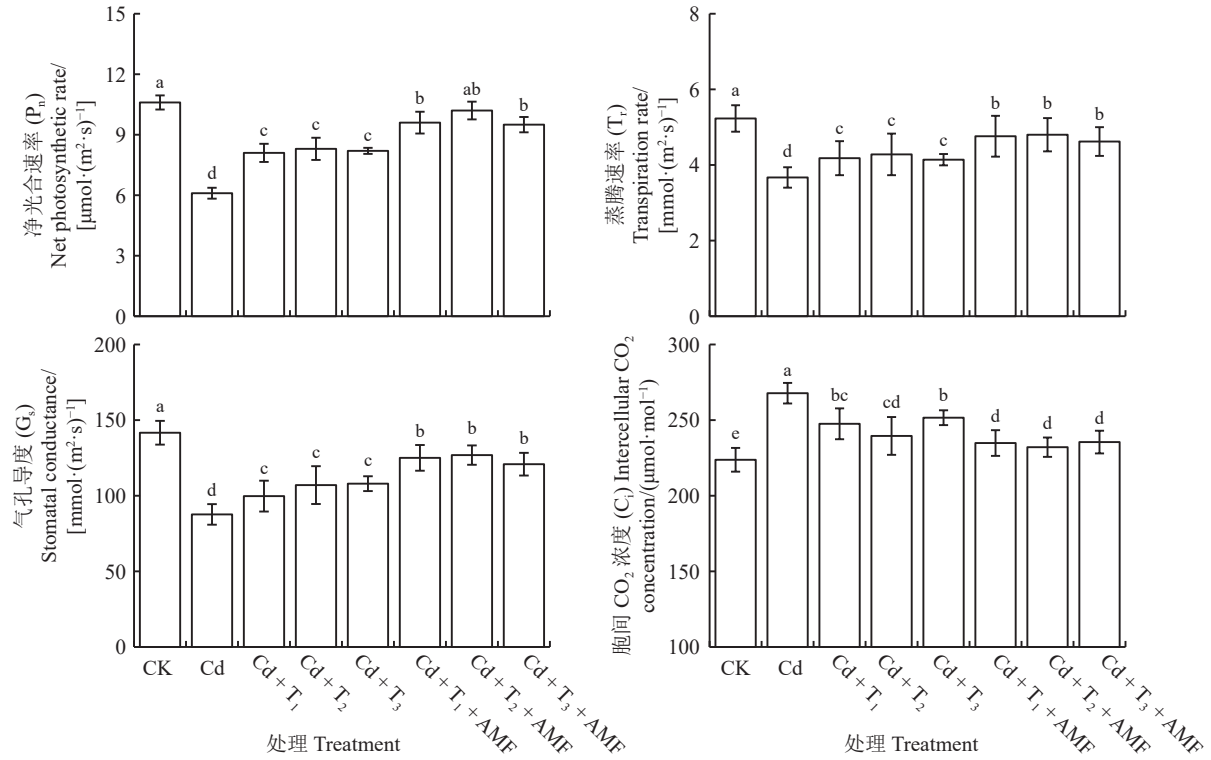 净光合速率 (Pₙ)
Net photosynthetic rate/
[μmol·(m²·s)⁻¹]
15
12
9
6
3
0
a
d
c
c
c
b
ab
b
蒸腾速率 (Tᵣ)
Transpiration rate/
[mmol·(m²·s)⁻¹]
8
6
4
2
0
a
d
c
c
c
b
b
b
气孔导度 (Gₛ)
Stomatal conductance/
[mmol·(m²·s)⁻¹]
200
150
100
50
0
a
d
c
c
c
b
b
b
CK
Cd
Cd + T₁
Cd + T₂
Cd + T₃
Cd + T₁ + AMF
Cd + T₂ + AMF
Cd + T₃ + AMF
处理 Treatment
胞间 CO₂ 浓度 (Cᵢ) Intercellular CO₂
concentration/(μmol·mol⁻¹)
300
250
200
150
100
e
a
bc
cd
b
d
d
d
CK
Cd
Cd + T₁
Cd + T₂
Cd + T₃
Cd + T₁ + AMF
Cd + T₂ + AMF
Cd + T₃ + AMF
处理 Treatment